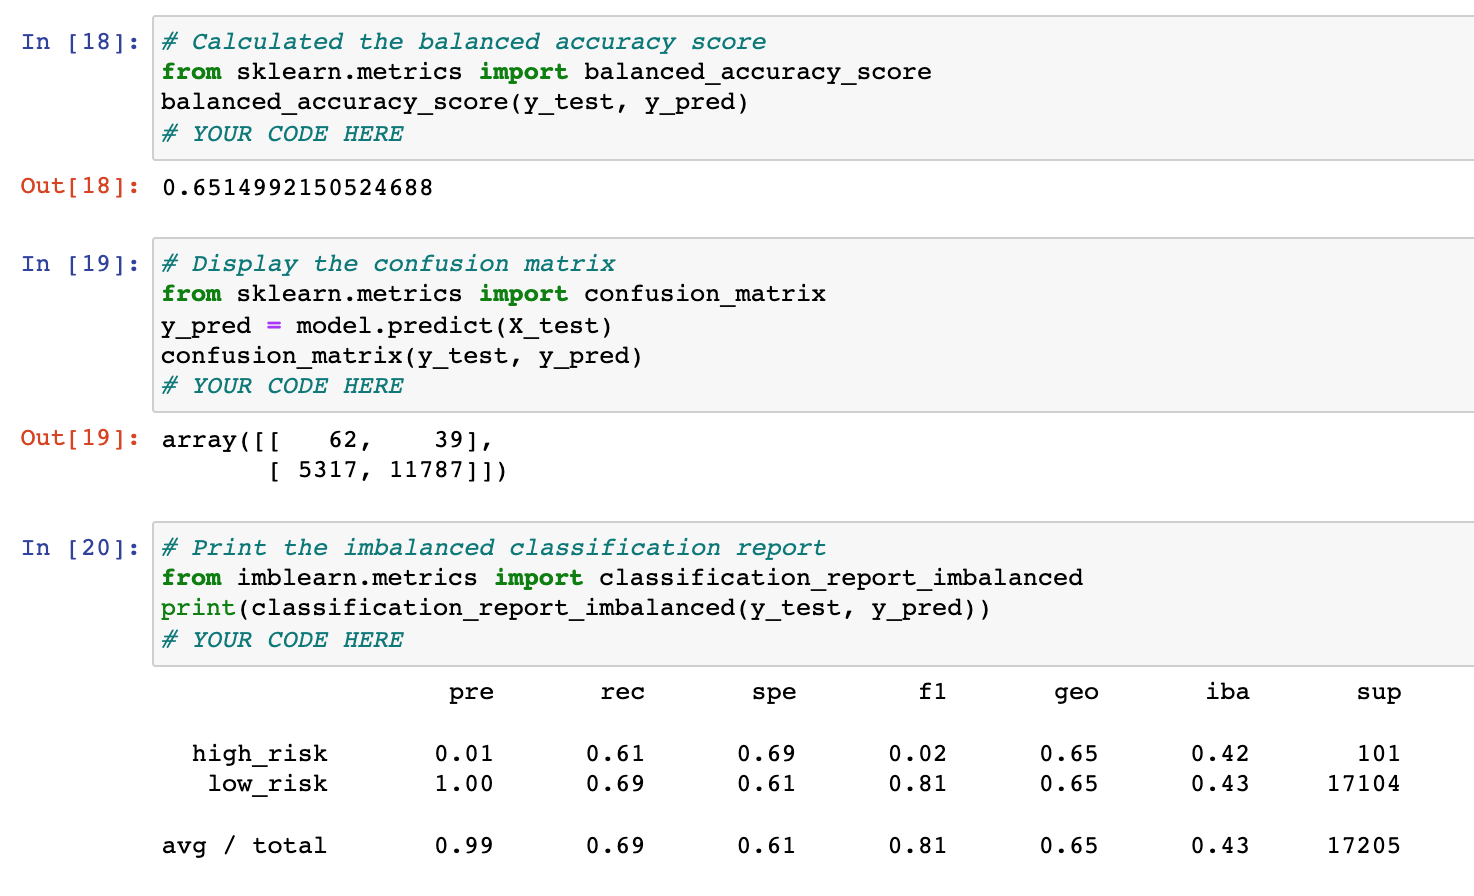 In [18]: # Calculated the balanced accuracy score
from sklearn.metrics import balanced_accuracy_score
balanced_accuracy_score(y_test, y_pred)
# YOUR CODE HERE
Out[18]: 0.6514992150524688
In [19]: # Display the confusion matrix
from sklearn.metrics import confusion_matrix
y_pred = model.predict(X_test)
confusion_matrix(y_test, y_pred)
# YOUR CODE HERE
Out[19]: array([[   62,    39],
       [ 5317, 11787]])
In [20]: # Print the imbalanced classification report
from imblearn.metrics import classification_report_imbalanced
print(classification_report_imbalanced(y_test, y_pred))
# YOUR CODE HERE
                   pre       rec       spe        f1       geo       iba       sup
  high_risk       0.01      0.61      0.69      0.02      0.65      0.42       101
   low_risk       1.00      0.69      0.61      0.81      0.65      0.43     17104
avg / total       0.99      0.69      0.61      0.81      0.65      0.43     17205